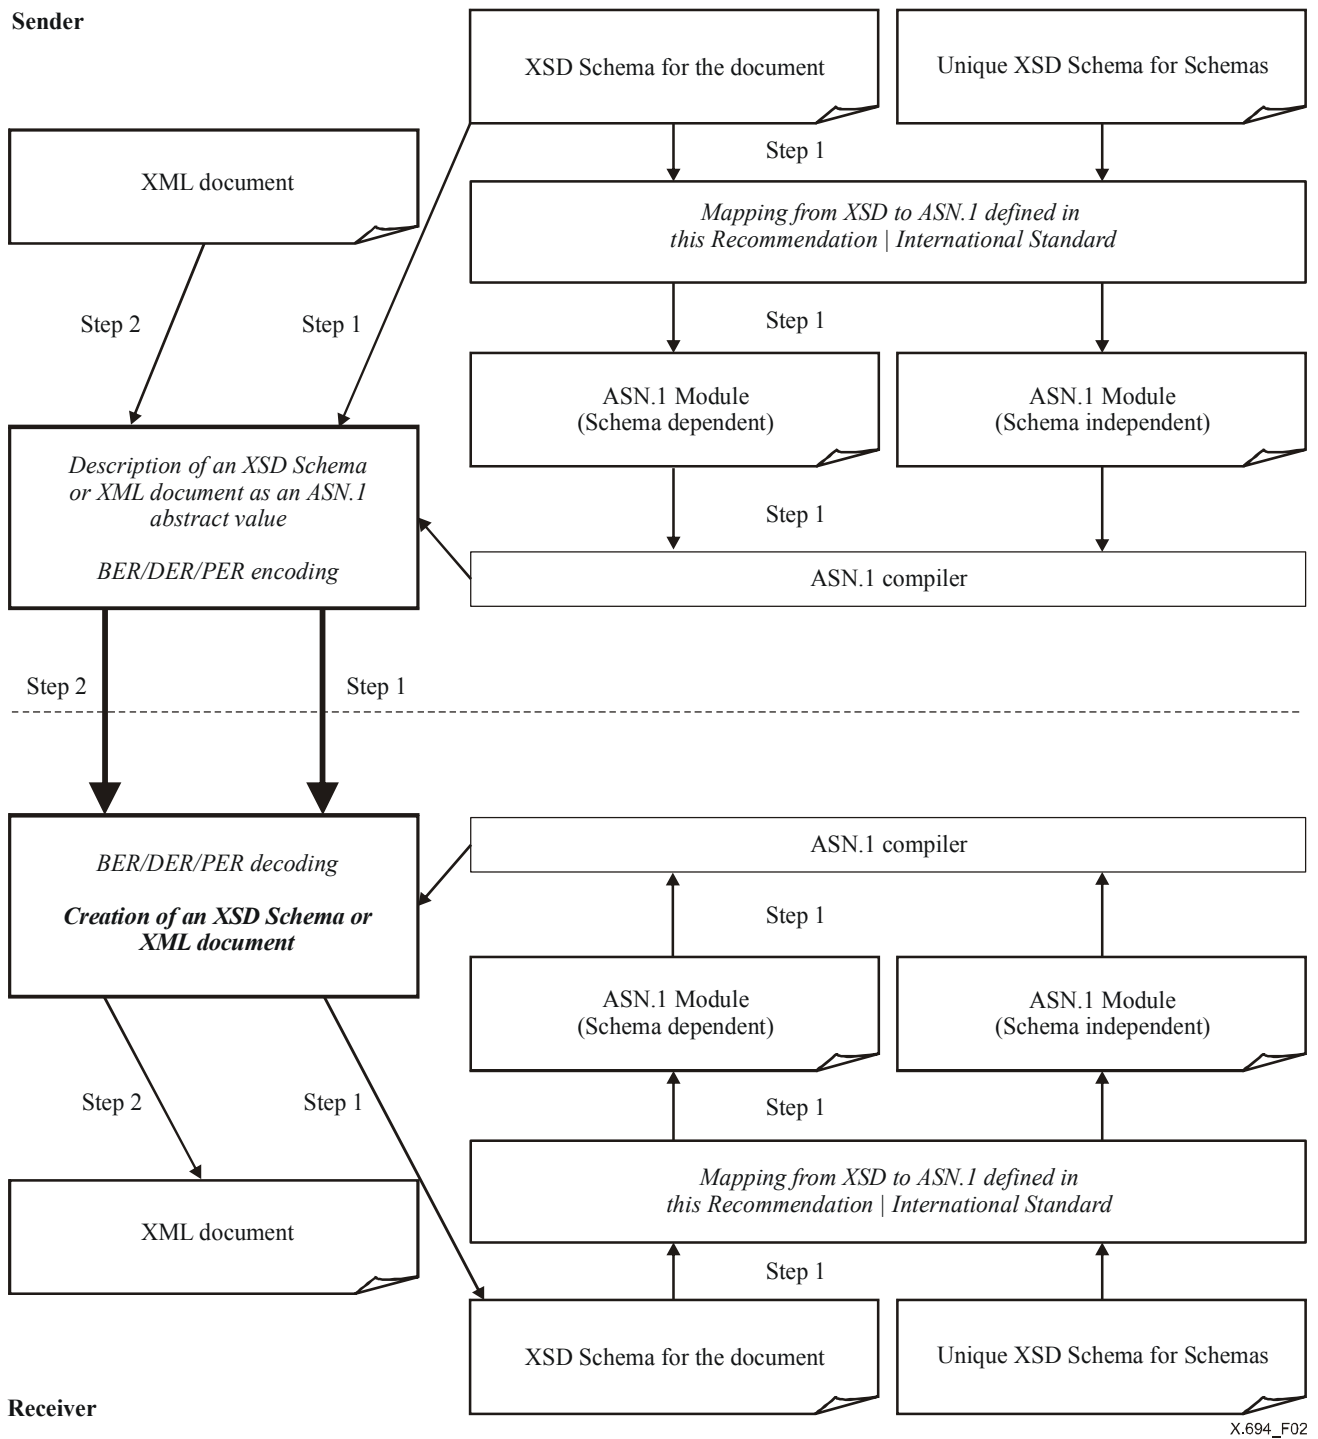 Sender
XSD Schema for the document
Unique XSD Schema for Schemas
Step 1
XML document
Mapping from XSD to ASN.1 defined in
this Recommendation | International Standard
Step 2
Step 1
Step 1
ASN.1 Module
(Schema dependent)
ASN.1 Module
(Schema independent)
Description of an XSD Schema
or XML document as an ASN.1
abstract value
BER/DER/PER encoding
Step 1
ASN.1 compiler
Step 2
Step 1
BER/DER/PER decoding
Creation of an XSD Schema or
XML document
ASN.1 compiler
Step 1
ASN.1 Module
(Schema dependent)
ASN.1 Module
(Schema independent)
Step 2
Step 1
Step 1
Mapping from XSD to ASN.1 defined in
this Recommendation | International Standard
XML document
Step 1
XSD Schema for the document
Unique XSD Schema for Schemas
Receiver
X.694_F02